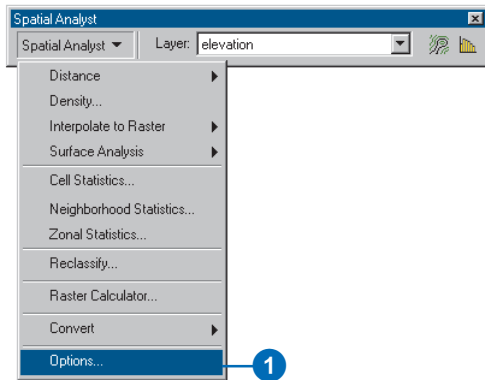 Spatial Analyst
Spatial Analyst Layer: elevation
Distance
Density...
Interpolate to Raster
Surface Analysis
Cell Statistics...
Neighborhood Statistics...
Zonal Statistics...
Reclassify...
Raster Calculator...
Convert
Options...
1